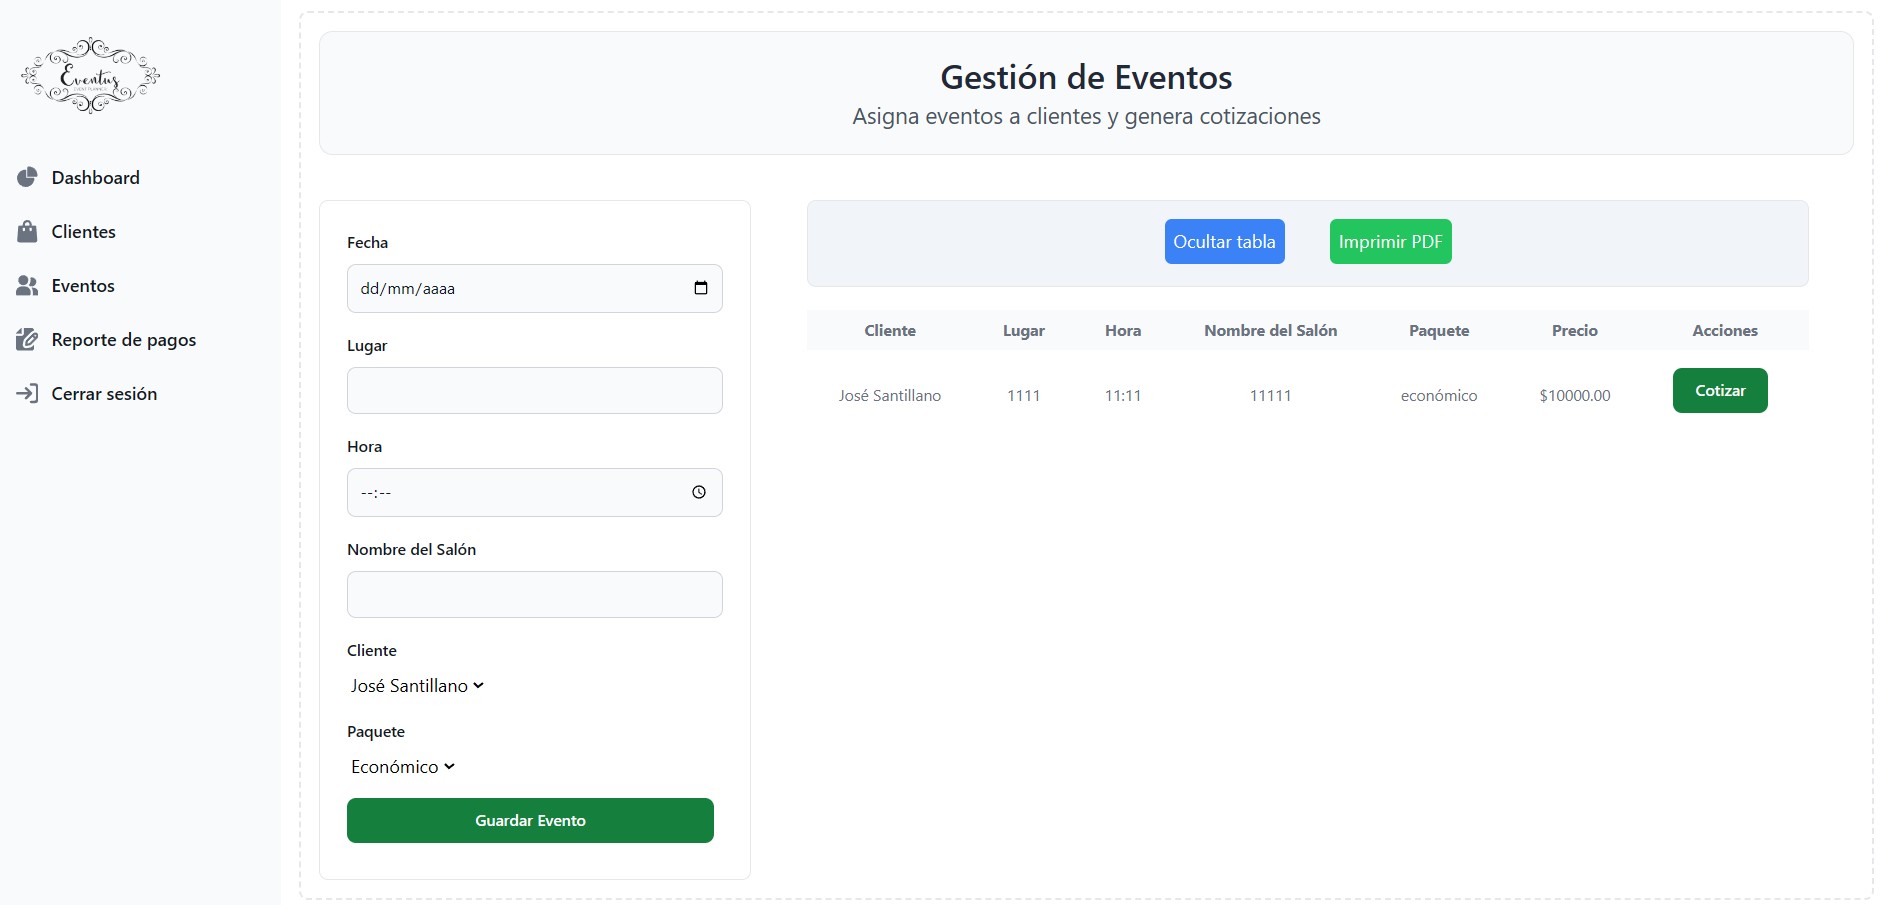 Eventus
EVENT PLANNER
Dashboard
Clientes
Eventos
Reporte de pagos
Cerrar sesión
Gestión de Eventos
Asigna eventos a clientes y genera cotizaciones
Fecha
dd/mm/aaaa
Lugar
Hora
--:--
Nombre del Salón
Cliente
José Santillano
Paquete
Económico
Guardar Evento
Ocultar tabla Imprimir PDF
Cliente Lugar Hora Nombre del Salón Paquete Precio Acciones
José Santillano 1111 11:11 11111 económico $10000.00 Cotizar